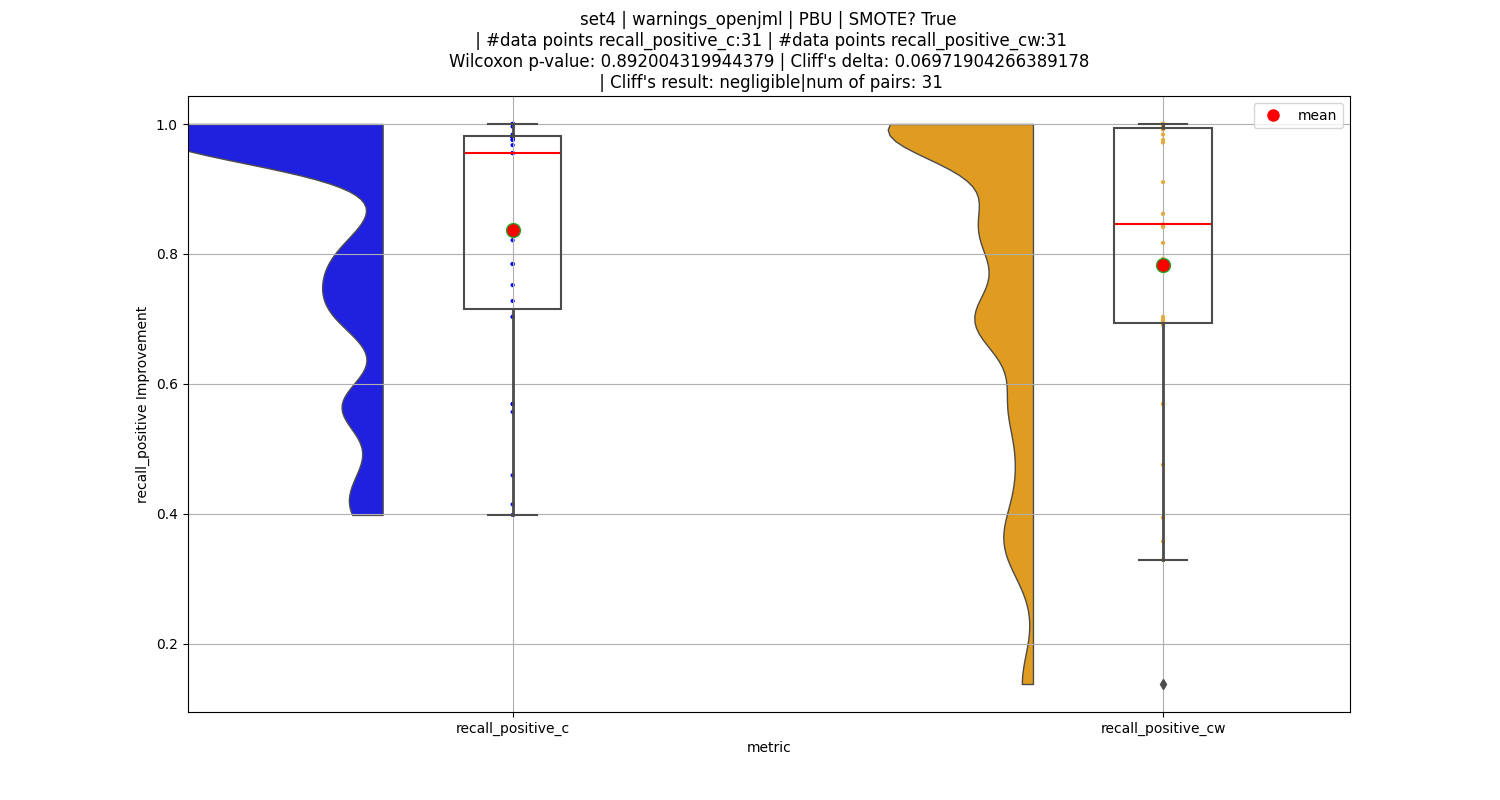 set4 | warnings_openjml | PBU | SMOTE? True
| #data points recall_positive_c:31 | #data points recall_positive_cw:31
Wilcoxon p-value: 0.892004319944379 | Cliff's delta: 0.06971904266389178
| Cliff's result: negligible|num of pairs: 31
mean
1.0
0.8
0.6
0.4
0.2
recall_positive Improvement
recall_positive_c
recall_positive_cw
metric